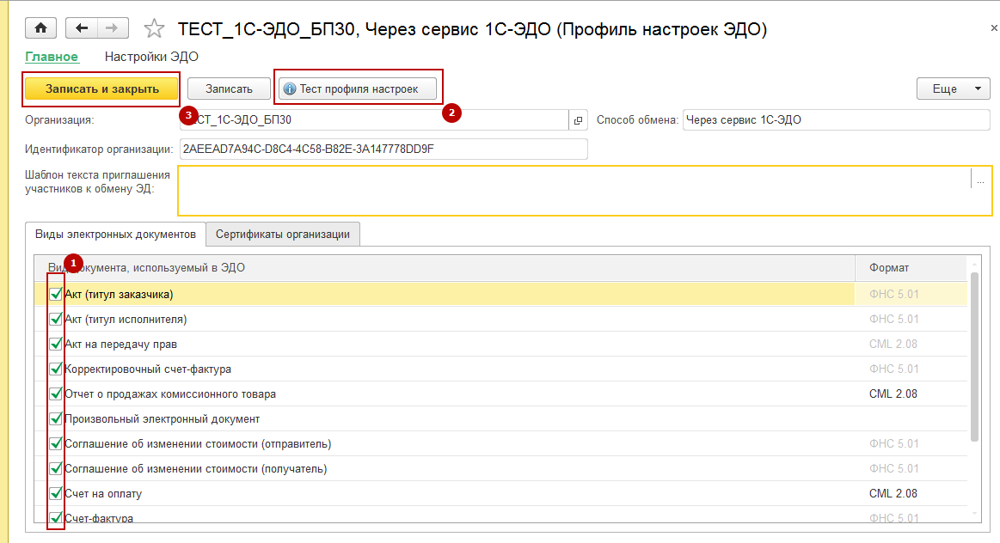 ТЕСТ_1С-ЭДО_БП30, Через сервис 1С-ЭДО (Профиль настроек ЭДО)
Главное Настройки ЭДО
Записать и закрыть Записать Тест профиля настроек Еще
3 2
Организация: ТЕСТ_1С-ЭДО_БП30 Способ обмена: Через сервис 1С-ЭДО
Идентификатор организации: 2AEEAD7A94C-D8C4-4C58-B82E-3A147778DD9F
Шаблон текста приглашения
участников к обмену ЭД: ...
Виды электронных документов Сертификаты организации
1
Вид документа, используемый в ЭДО Формат
Акт (титул заказчика) ФНС 5.01
Акт (титул исполнителя) ФНС 5.01
Акт на передачу прав CML 2.08
Корректировочный счет-фактура ФНС 5.01
Отчет о продажах комиссионного товара CML 2.08
Произвольный электронный документ
Соглашение об изменении стоимости (отправитель) ФНС 5.01
Соглашение об изменении стоимости (получатель) ФНС 5.01
Счет на оплату CML 2.08
Счет-фактура ФНС 5.01